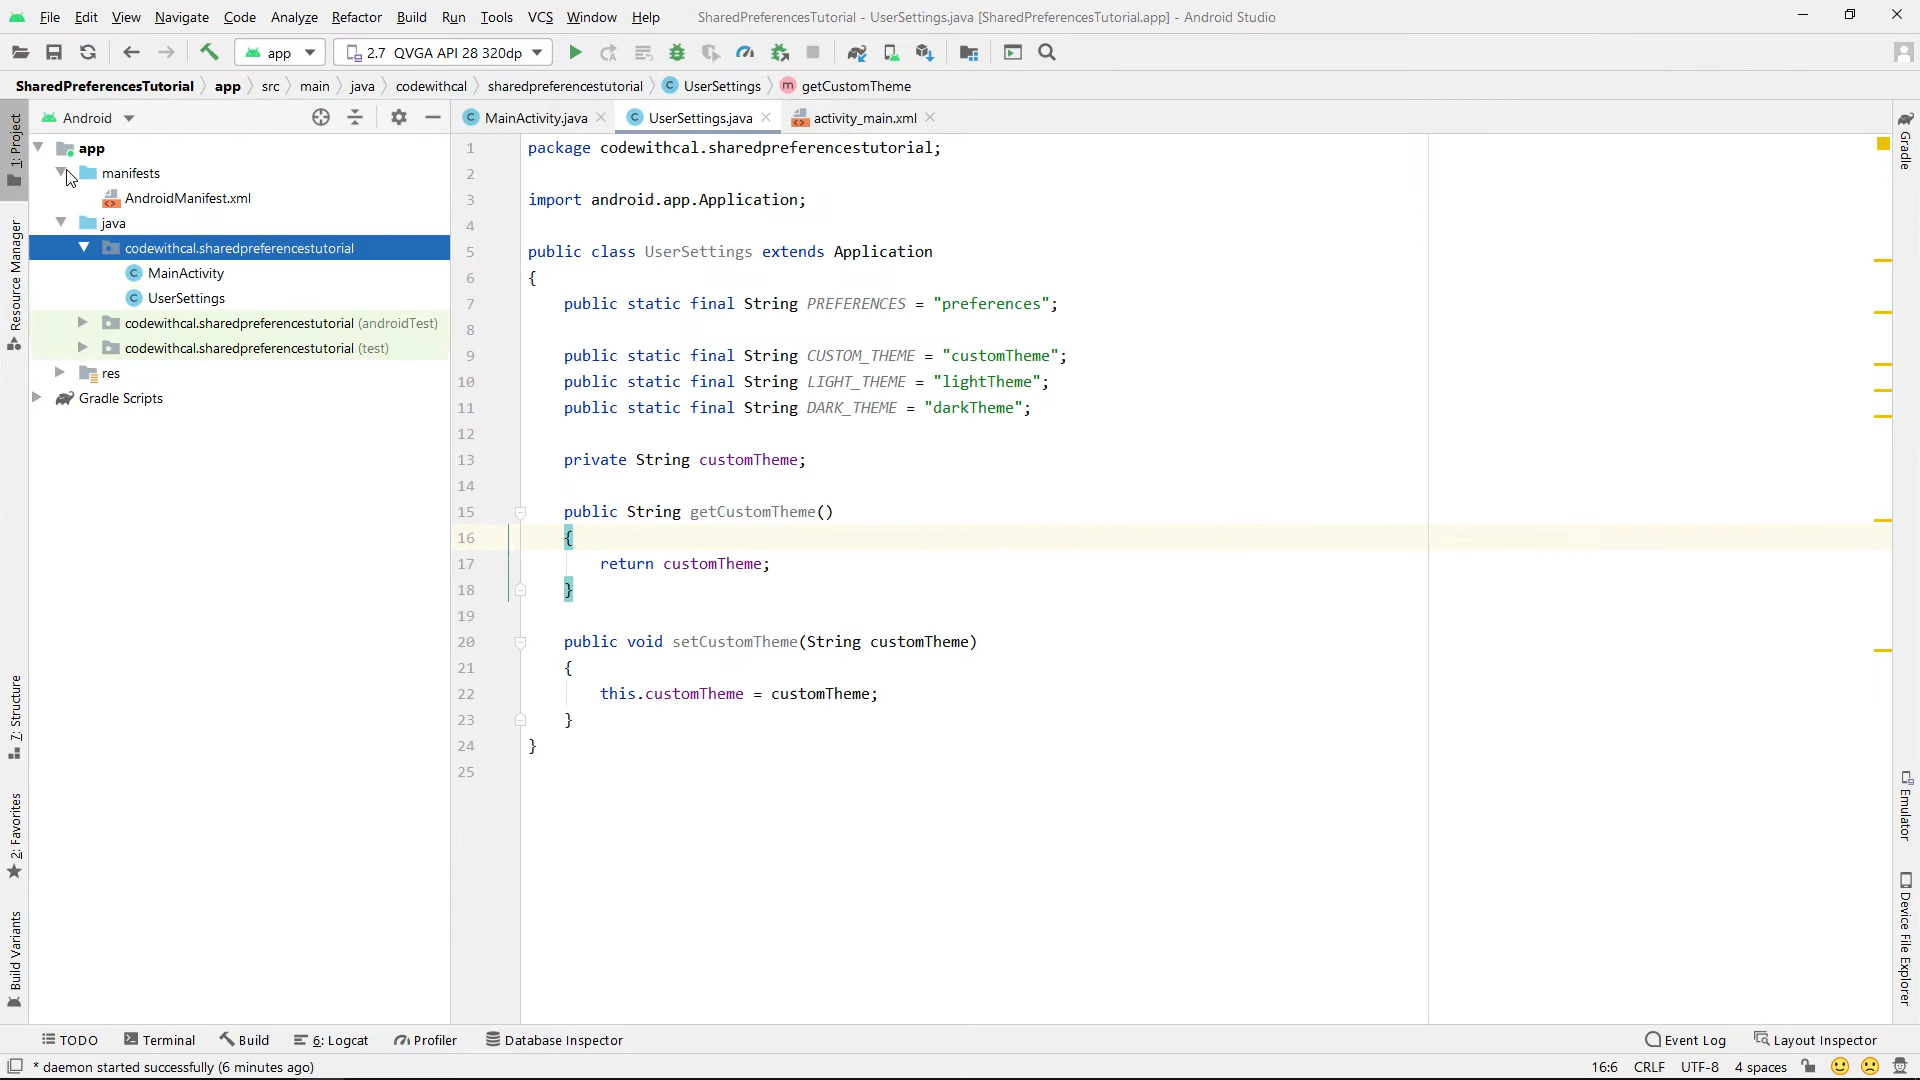 File Edit View Navigate Code Analyze Refactor Build Run Tools VCS Window Help SharedPreferencesTutorial - UserSettings.java [SharedPreferencesTutorial.app] - Android Studio
app 2.7 QVGA API 28 320dp
SharedPreferencesTutorial app src main java codewithcal sharedpreferencestutorial C UserSettings m getCustomTheme
Android
MainActivity.java UserSettings.java activity_main.xml
app
manifests
AndroidManifest.xml
java
codewithcal.sharedpreferencestutorial
MainActivity
UserSettings
codewithcal.sharedpreferencestutorial (androidTest)
codewithcal.sharedpreferencestutorial (test)
res
Gradle Scripts
1 package codewithcal.sharedpreferencestutorial;
2
3 import android.app.Application;
4
5 public class UserSettings extends Application
6 {
7 public static final String PREFERENCES = "preferences";
8
9 public static final String CUSTOM_THEME = "customTheme";
10 public static final String LIGHT_THEME = "lightTheme";
11 public static final String DARK_THEME = "darkTheme";
12
13 private String customTheme;
14
15 public String getCustomTheme()
16 {
17 return customTheme;
18 }
19
20 public void setCustomTheme(String customTheme)
21 {
22 this.customTheme = customTheme;
23 }
24 }
25
1: Project
Resource Manager
7: Structure
2: Favorites
Build Variants
Gradle
Emulator
Device File Explorer
TODO Terminal Build 6: Logcat Profiler Database Inspector Event Log Layout Inspector
* daemon started successfully (6 minutes ago) 16:6 CRLF UTF-8 4 spaces